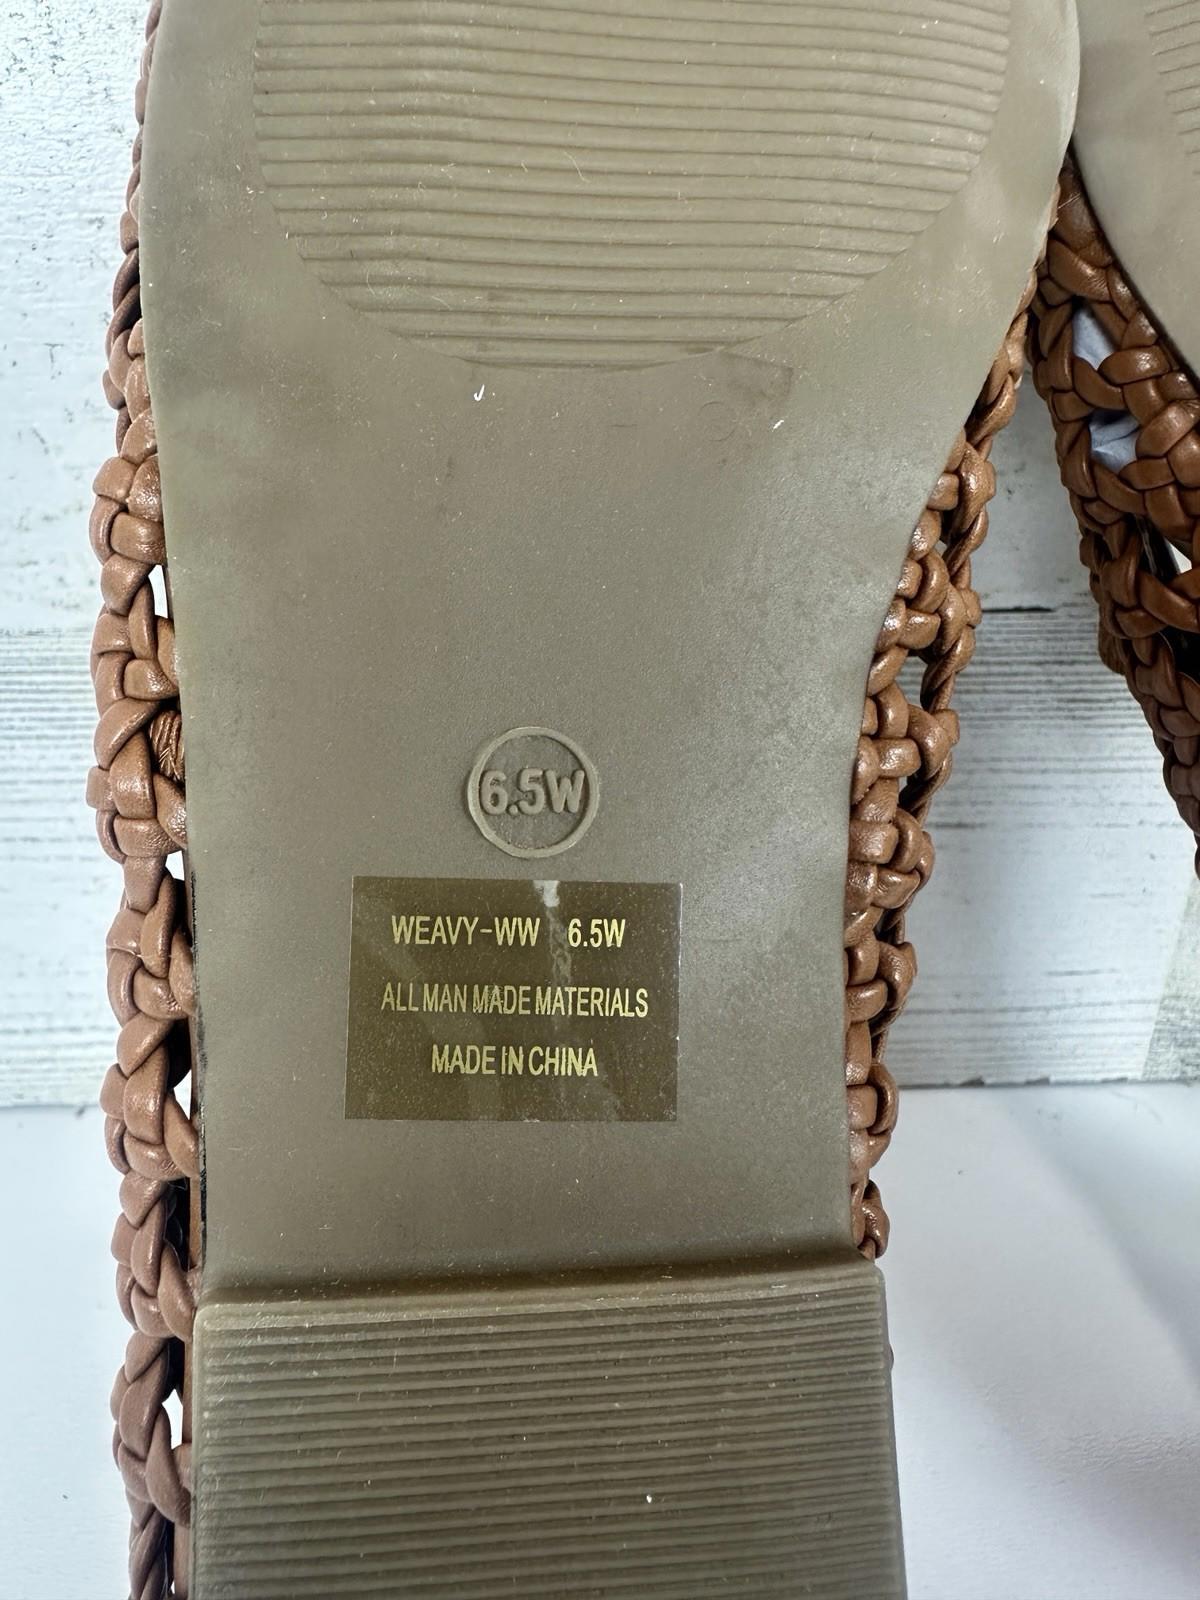 6.5W
WEAVY-WW 6.5W
ALL MAN MADE MATERIALS
MADE IN CHINA